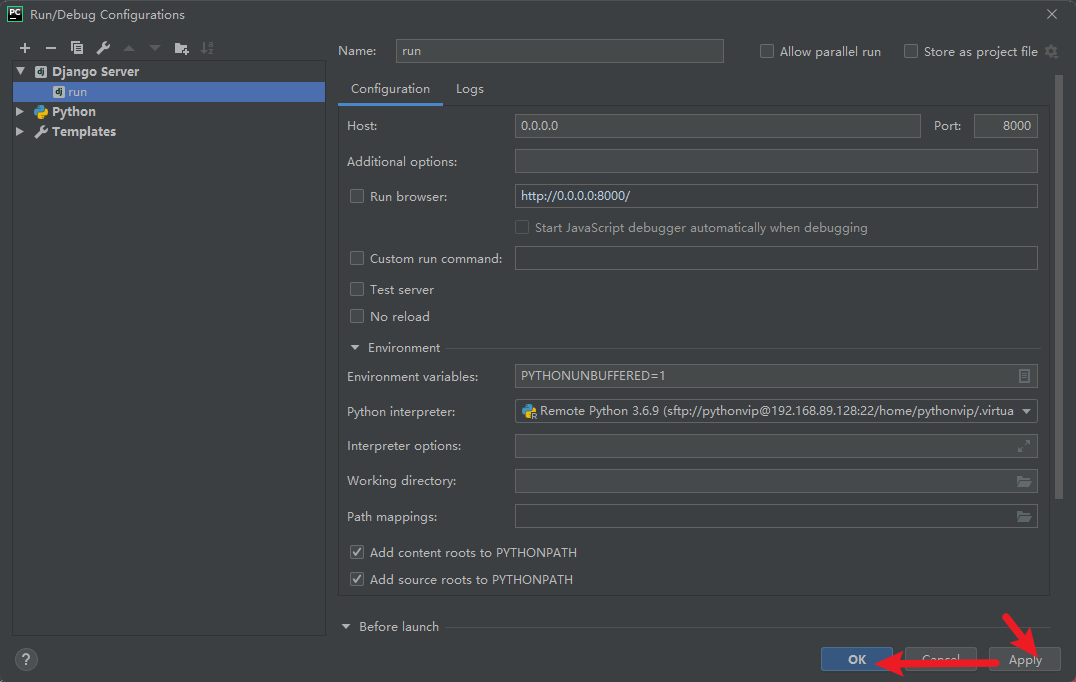 PC Run/Debug Configurations
Django Server
dj run
Python
Templates
Name: run
Allow parallel run
Store as project file
Configuration Logs
Host: 0.0.0.0 Port: 8000
Additional options:
Run browser: http://0.0.0.0:8000/
Start JavaScript debugger automatically when debugging
Custom run command:
Test server
No reload
Environment
Environment variables: PYTHONUNBUFFERED=1
Python interpreter: Remote Python 3.6.9 (sftp://pythonvip@192.168.89.128:22/home/pythonvip/.virtua
Interpreter options:
Working directory:
Path mappings:
Add content roots to PYTHONPATH
Add source roots to PYTHONPATH
Before launch
? OK Cancel Apply